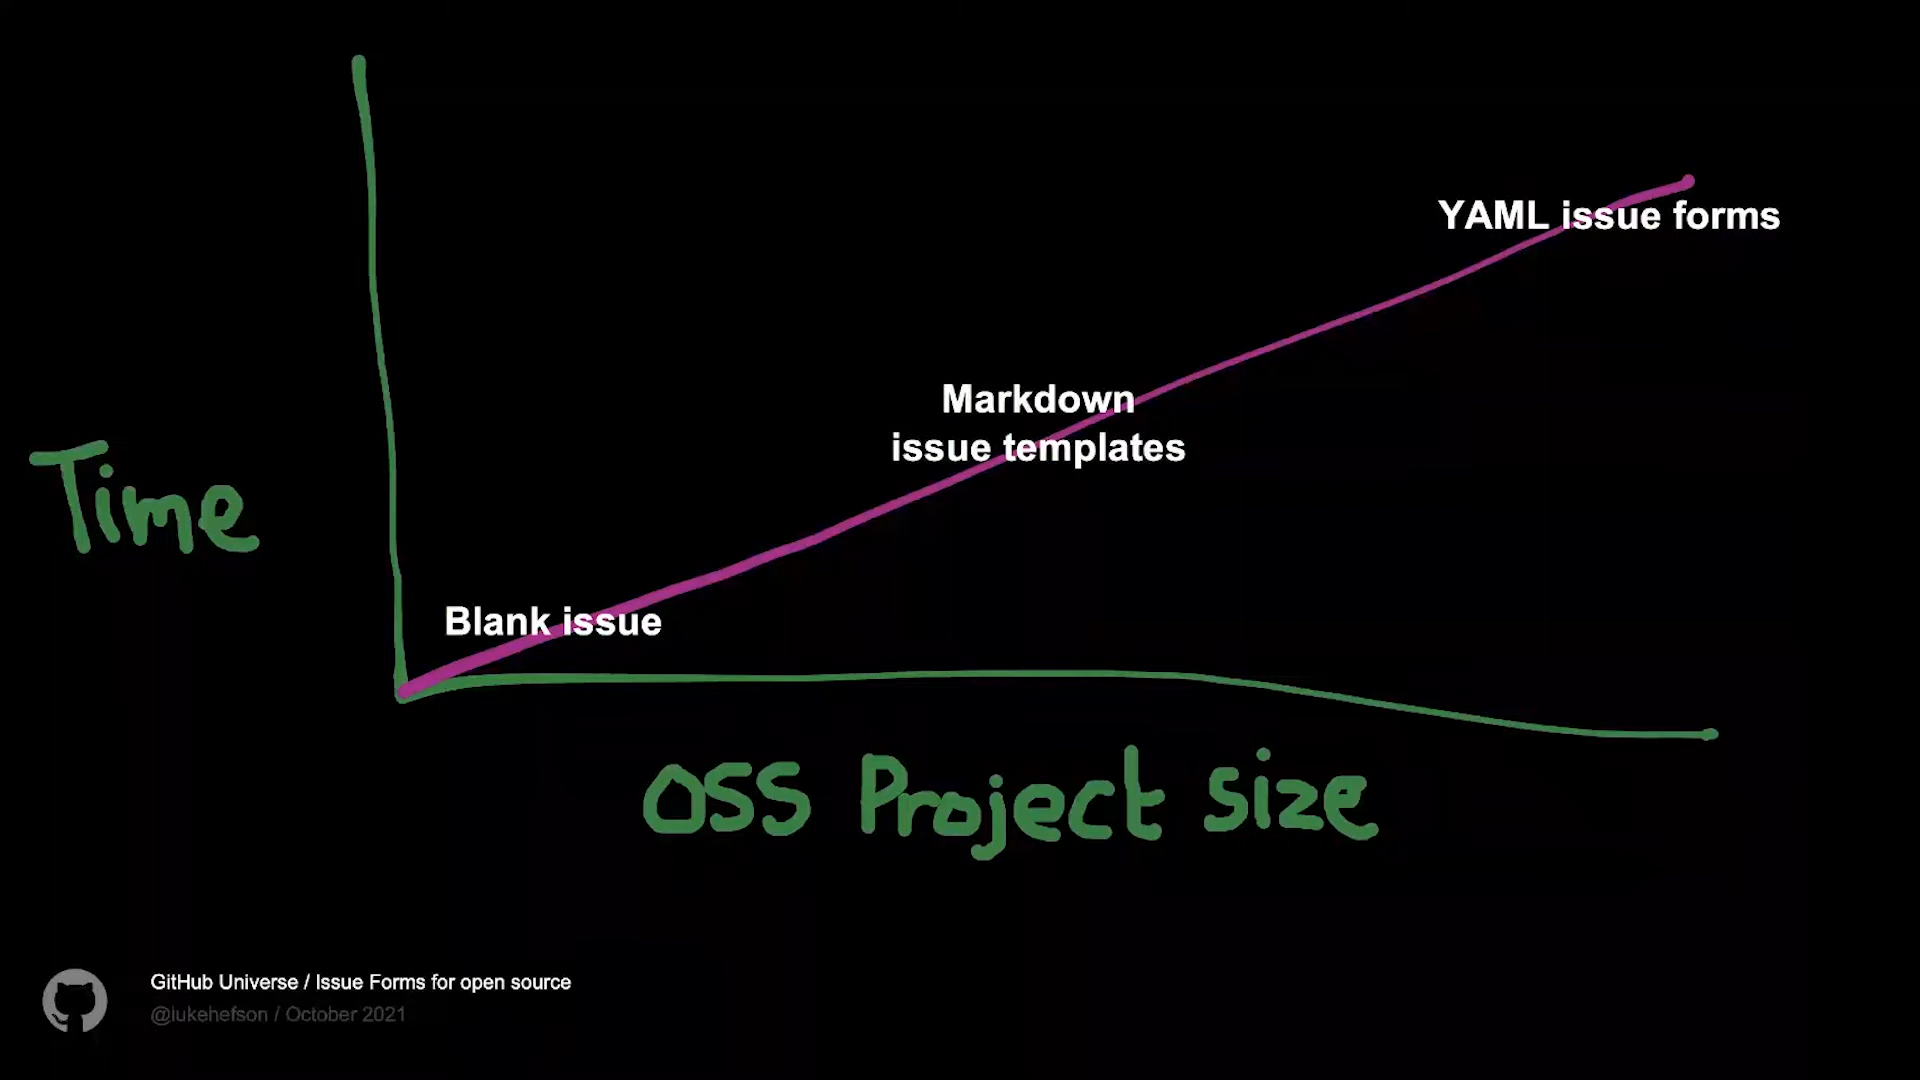 YAML issue forms
Markdown
issue templates
Time
Blank issue
OSS Project size
GitHub Universe / Issue Forms for open source
@lukehefson / October 2021